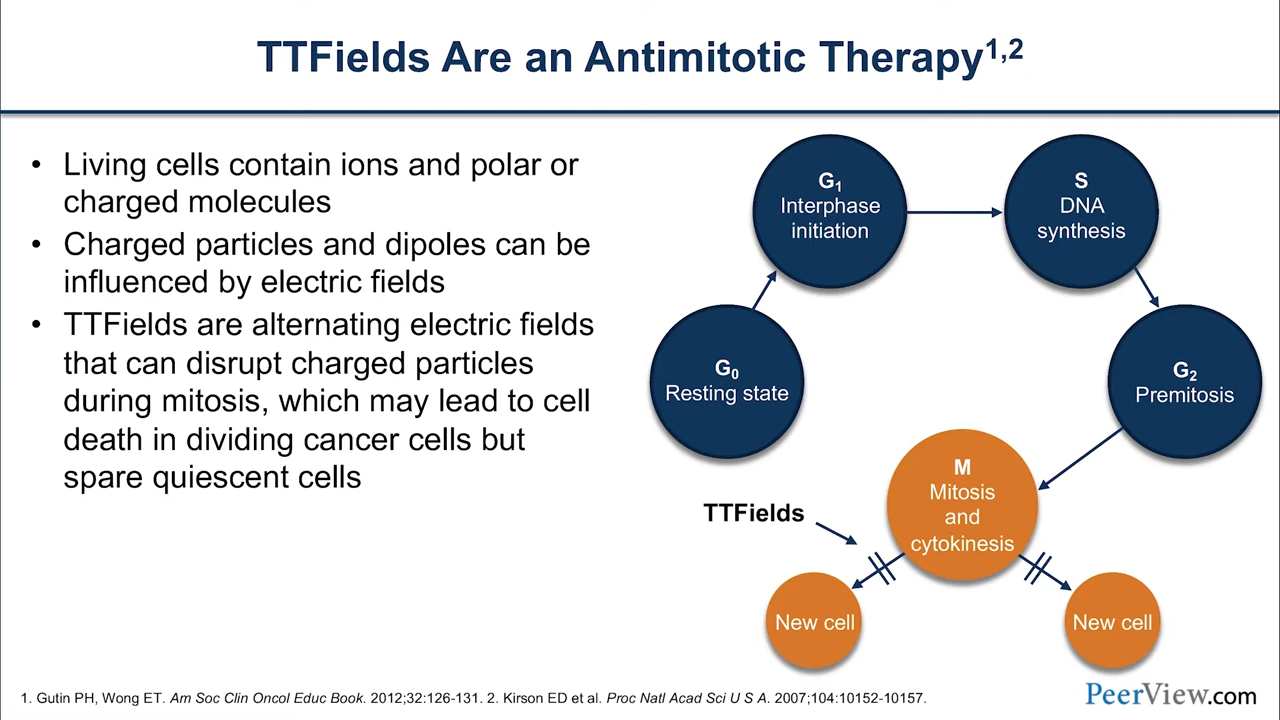 TTFields Are an Antimitotic Therapy1,2
• Living cells contain ions and polar or
charged molecules
• Charged particles and dipoles can be
influenced by electric fields
• TTFields are alternating electric fields
that can disrupt charged particles
during mitosis, which may lead to cell
death in dividing cancer cells but
spare quiescent cells
G1
Interphase
initiation
S
DNA
synthesis
G0
Resting state
G2
Premitosis
M
Mitosis
and
cytokinesis
TTFields
New cell
New cell
1. Gutin PH, Wong ET. Am Soc Clin Oncol Educ Book. 2012;32:126-131. 2. Kirson ED et al. Proc Natl Acad Sci U S A. 2007;104:10152-10157.
PeerView.com